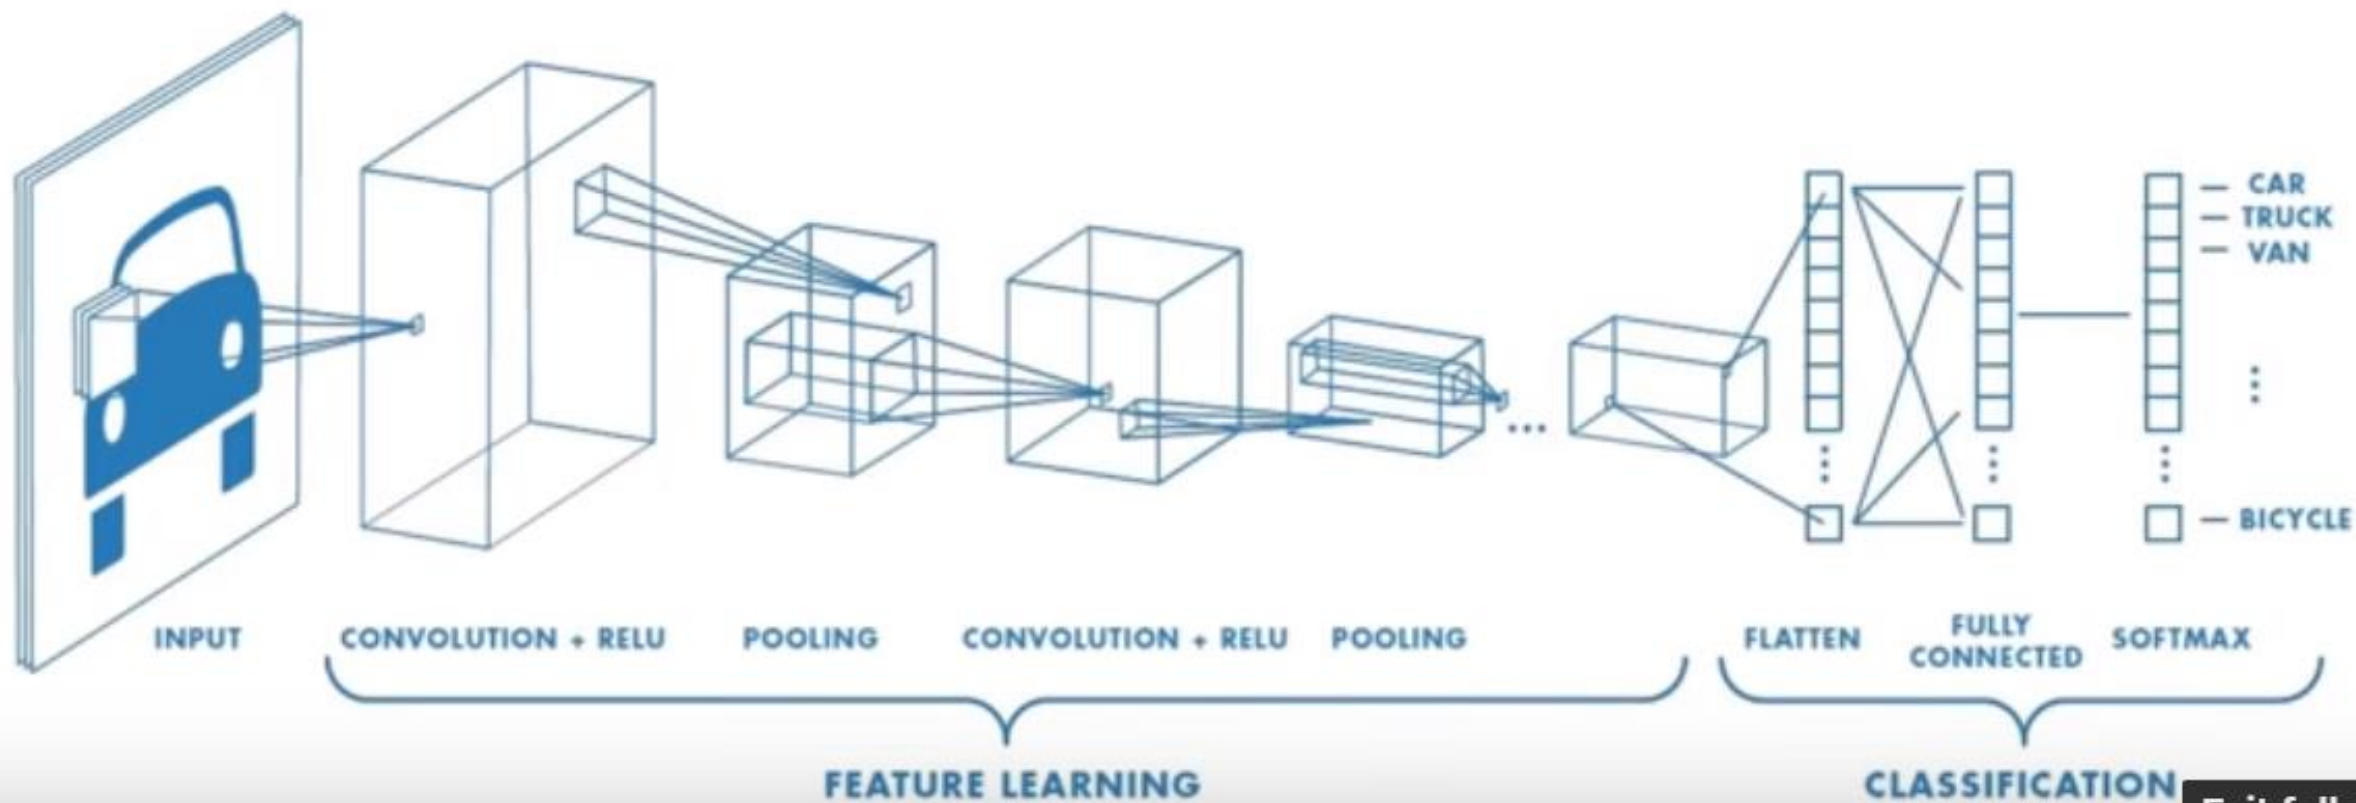 CAR
TRUCK
VAN
BICYCLE
INPUT
CONVOLUTION + RELU
POOLING
CONVOLUTION + RELU
POOLING
FLATTEN
FULLY
CONNECTED
SOFTMAX
FEATURE LEARNING
CLASSIFICATION